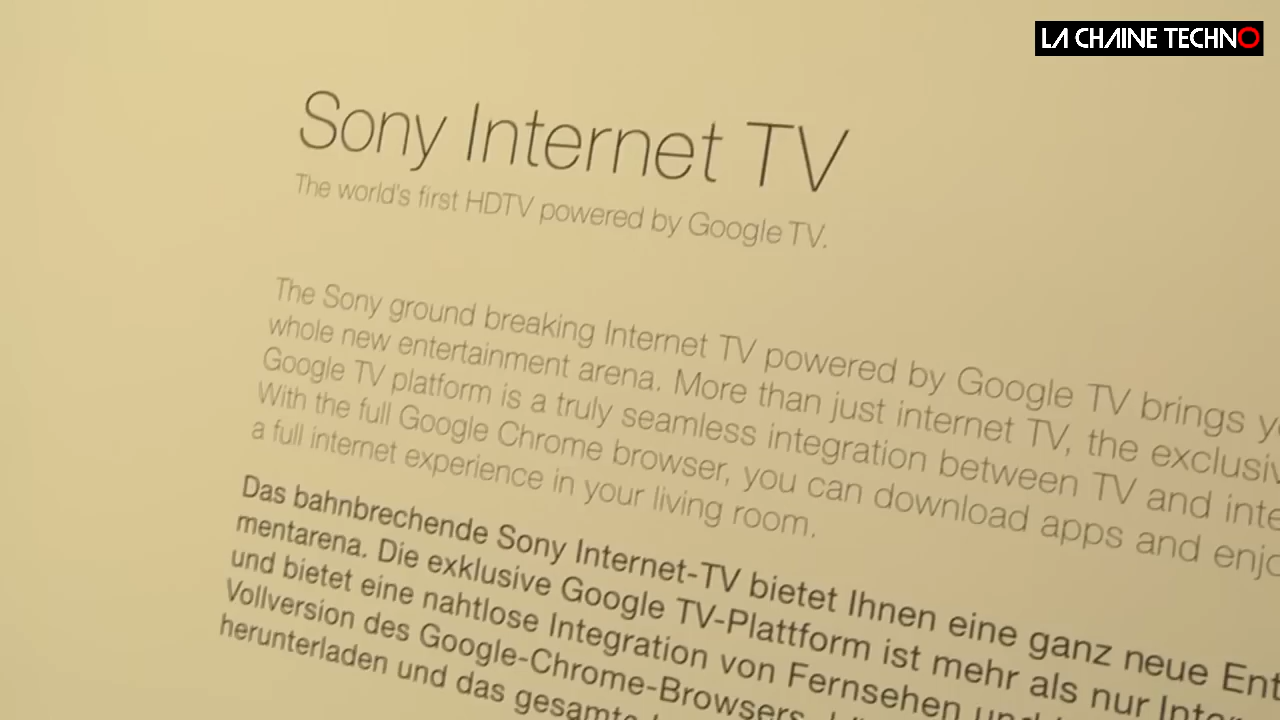 LA CHAINE TECHNO
Sony Internet TV
The world's first HDTV powered by Google TV.
The Sony ground breaking Internet TV powered by Google TV brings
whole new entertainment arena. More than just internet TV, the
Google TV platform is a truly seamless integration between TV and
With the full Google Chrome browser, you can download apps and
a full internet experience in your living room.
Das bahnbrechende Sony Internet-TV bietet Ihnen eine ganz neue
mentarena. Die exklusive Google TV-Plattform ist mehr als nur
und bietet eine nahtlose Integration von Fernsehen
Vollversion des Google-Chrome-Browsers
herunterladen und das